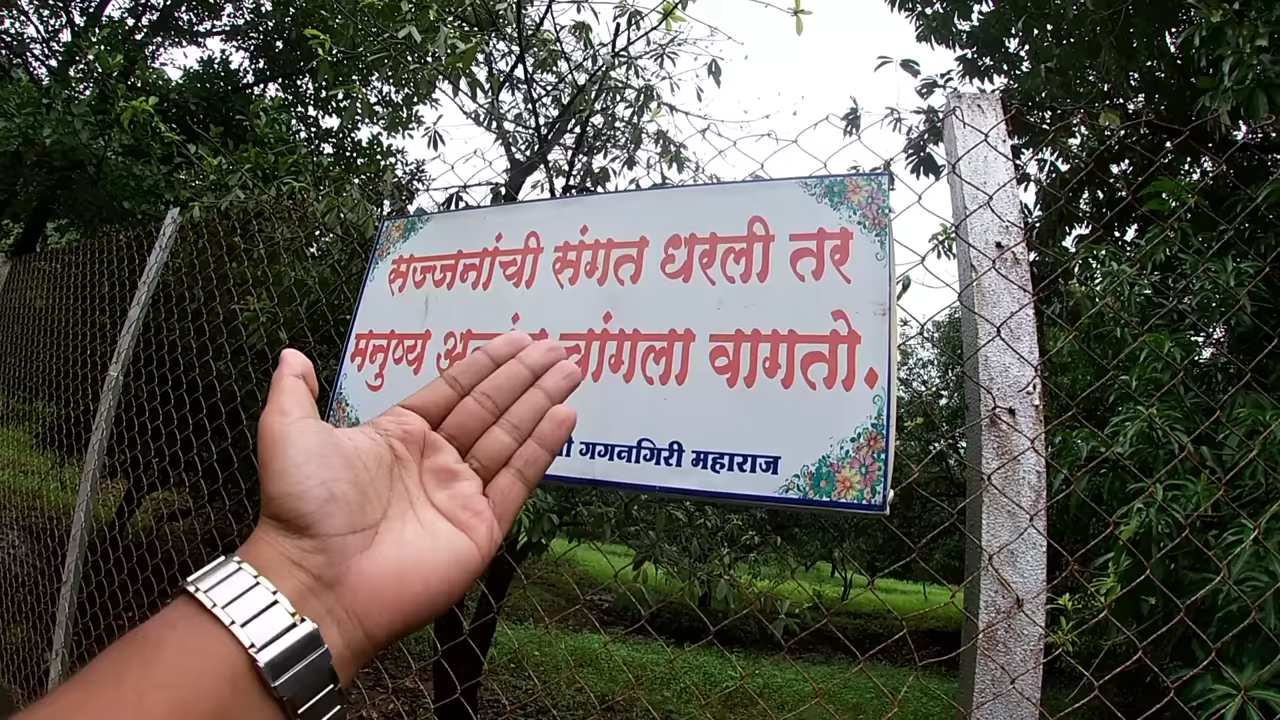 सज्जनांची संगत धरली तर
मनुष्य चांगला वागतो.
गगनगिरी महाराज